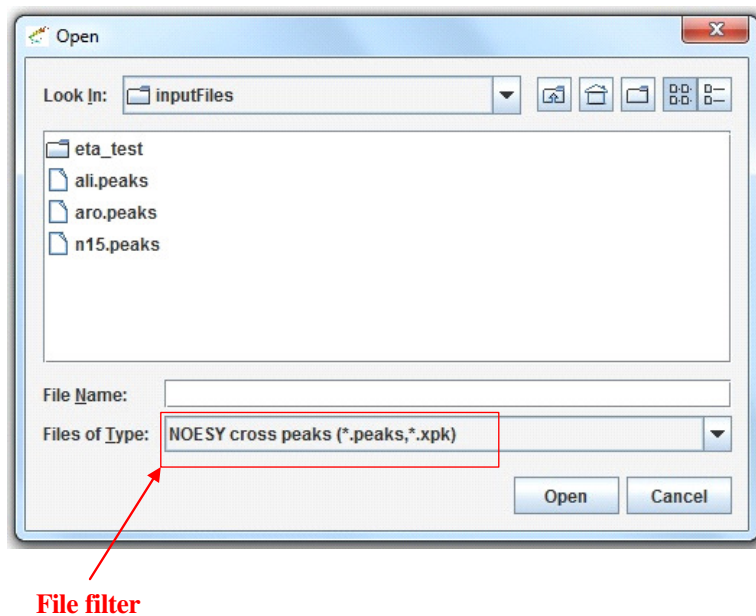 Open
Look In: inputFiles
eta_test
ali.peaks
aro.peaks
n15.peaks
File Name:
Files of Type: NOESY cross peaks (*.peaks,*.xpk)
Open Cancel
File filter